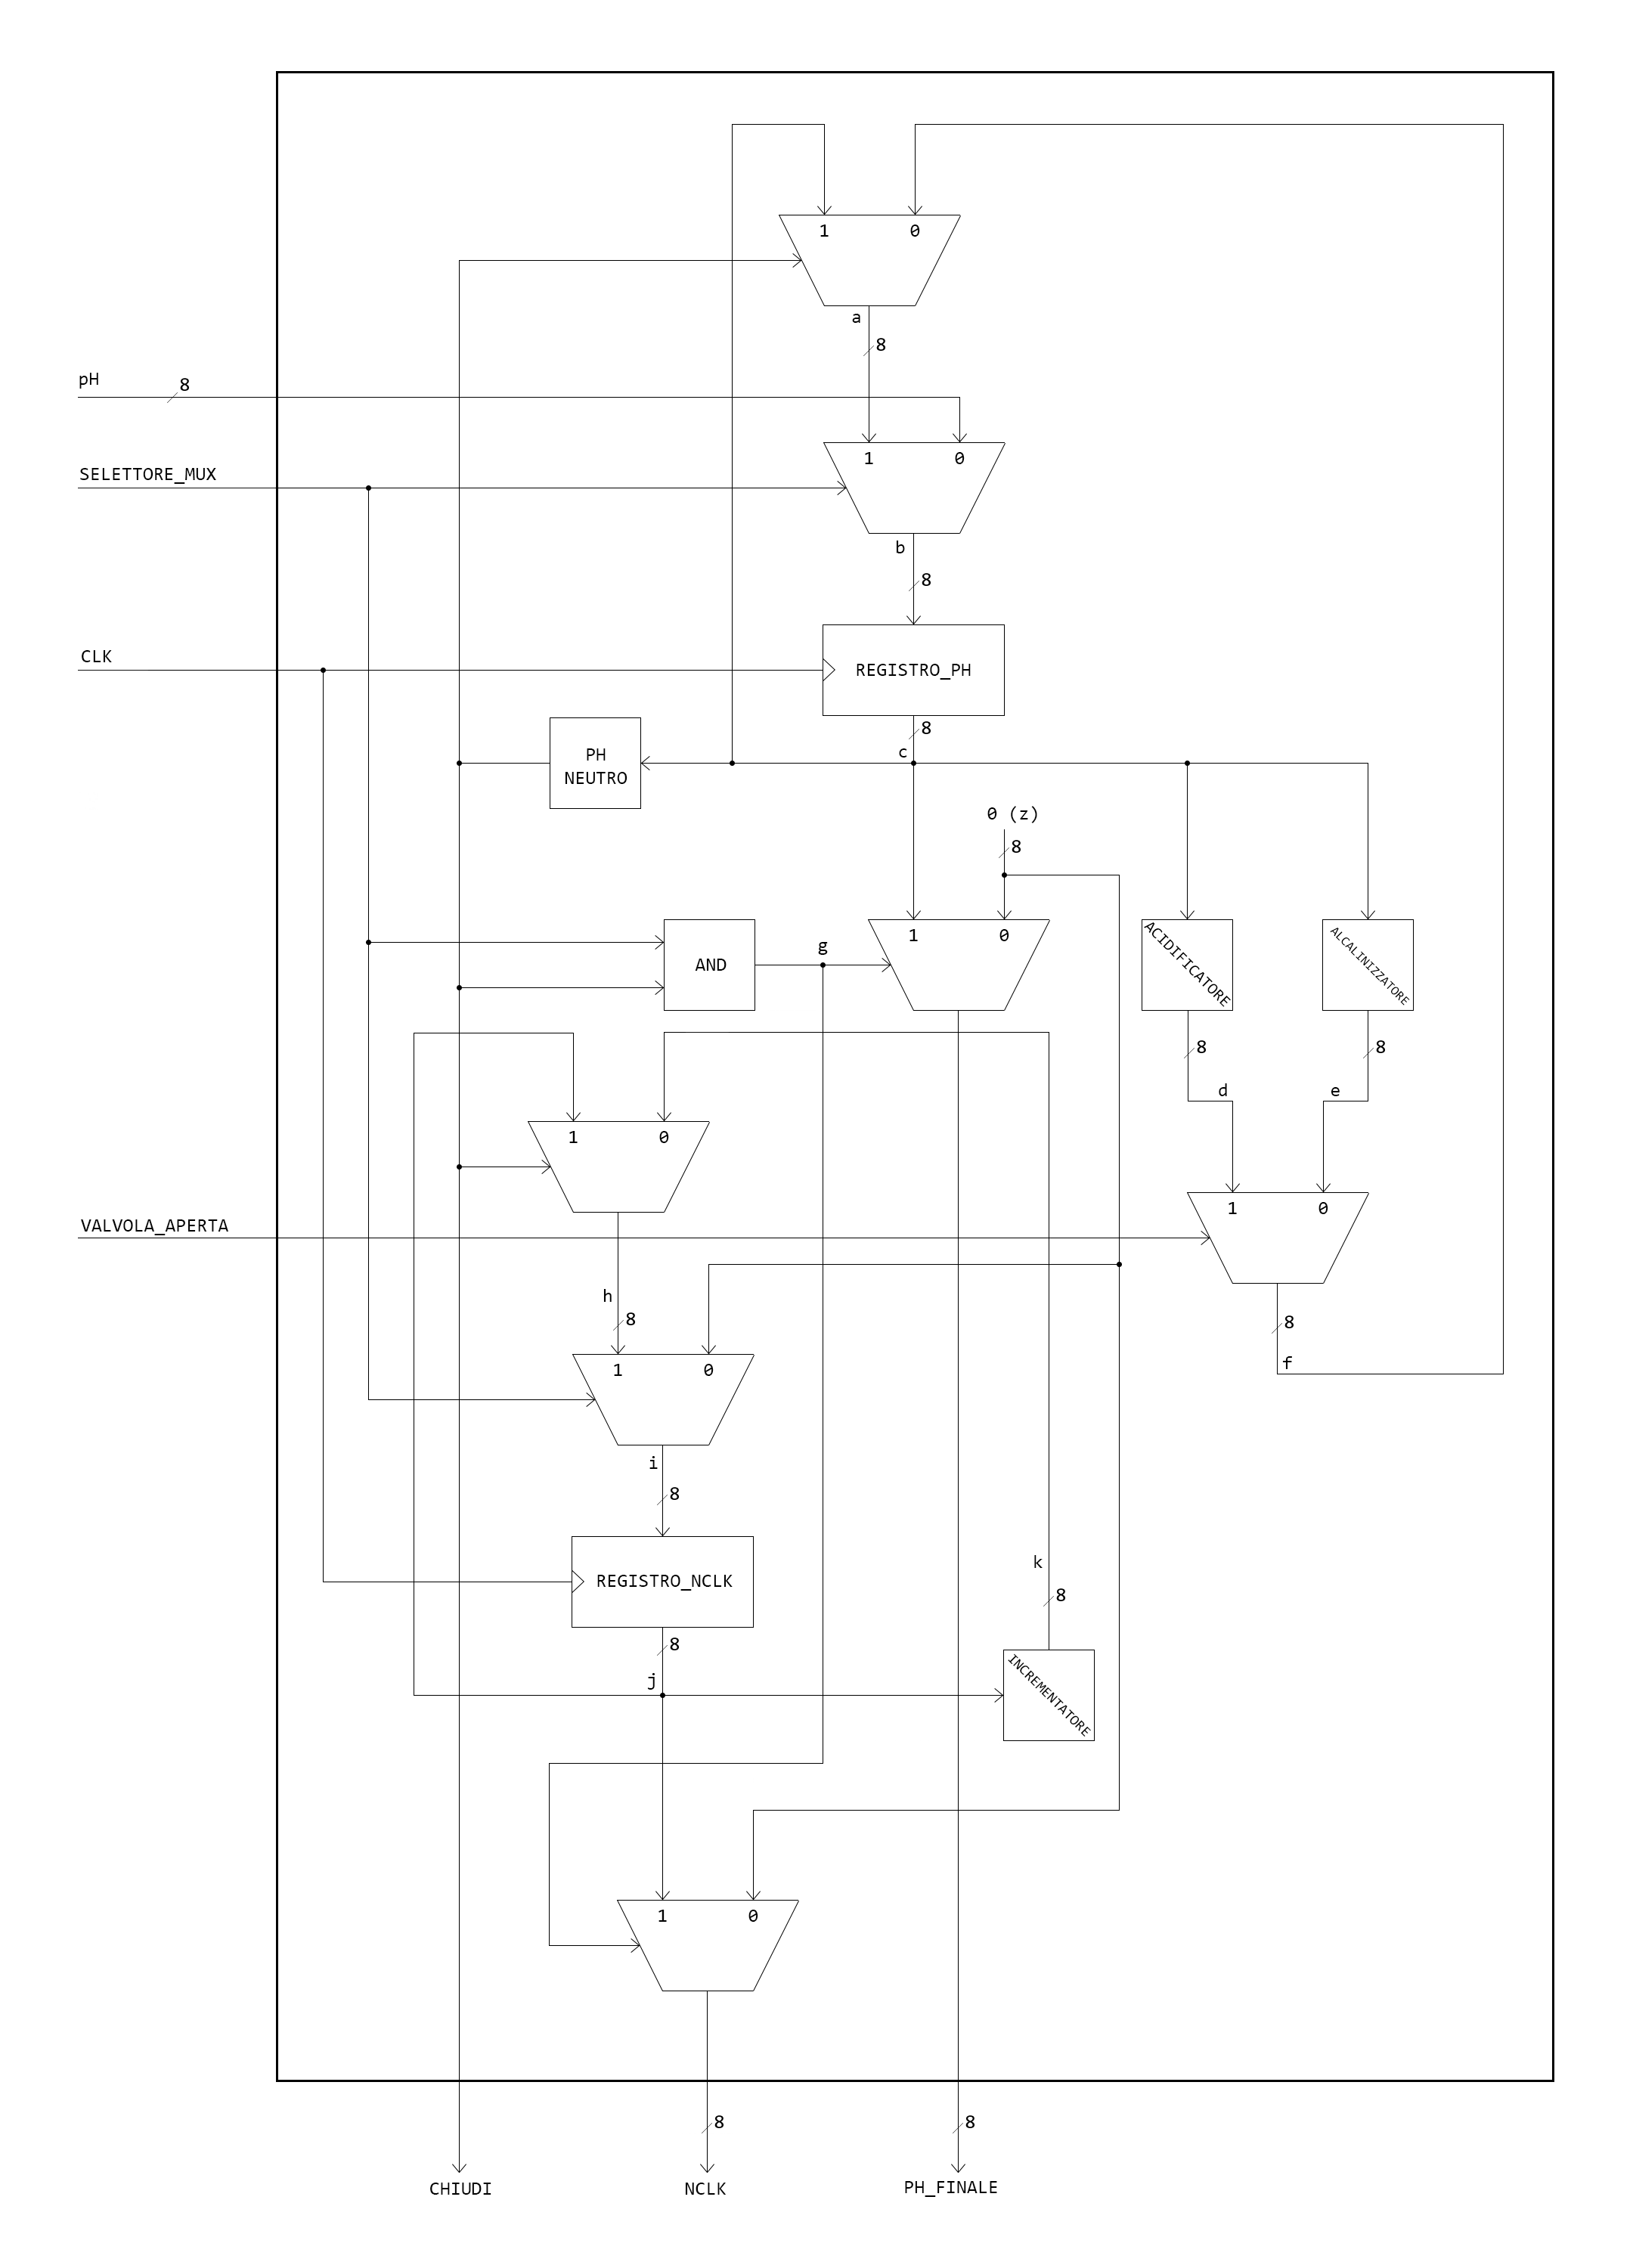 1 0
a
8
pH
8
1 0
SELETTORE_MUX
b
8
CLK
REGISTRO_PH
8
c
PH
NEUTRO
0 (z)
8
1 0
g
AND
ACIDIFICATORE
ALCALINIZZATORE
8
8
d
e
1 0
1 0
VALVOLA_APERTA
h
8
8
f
1 0
i
8
k
8
REGISTRO_NCLK
8
j
INCREMENTATORE
1 0
8
8
CHIUDI
NCLK
PH_FINALE